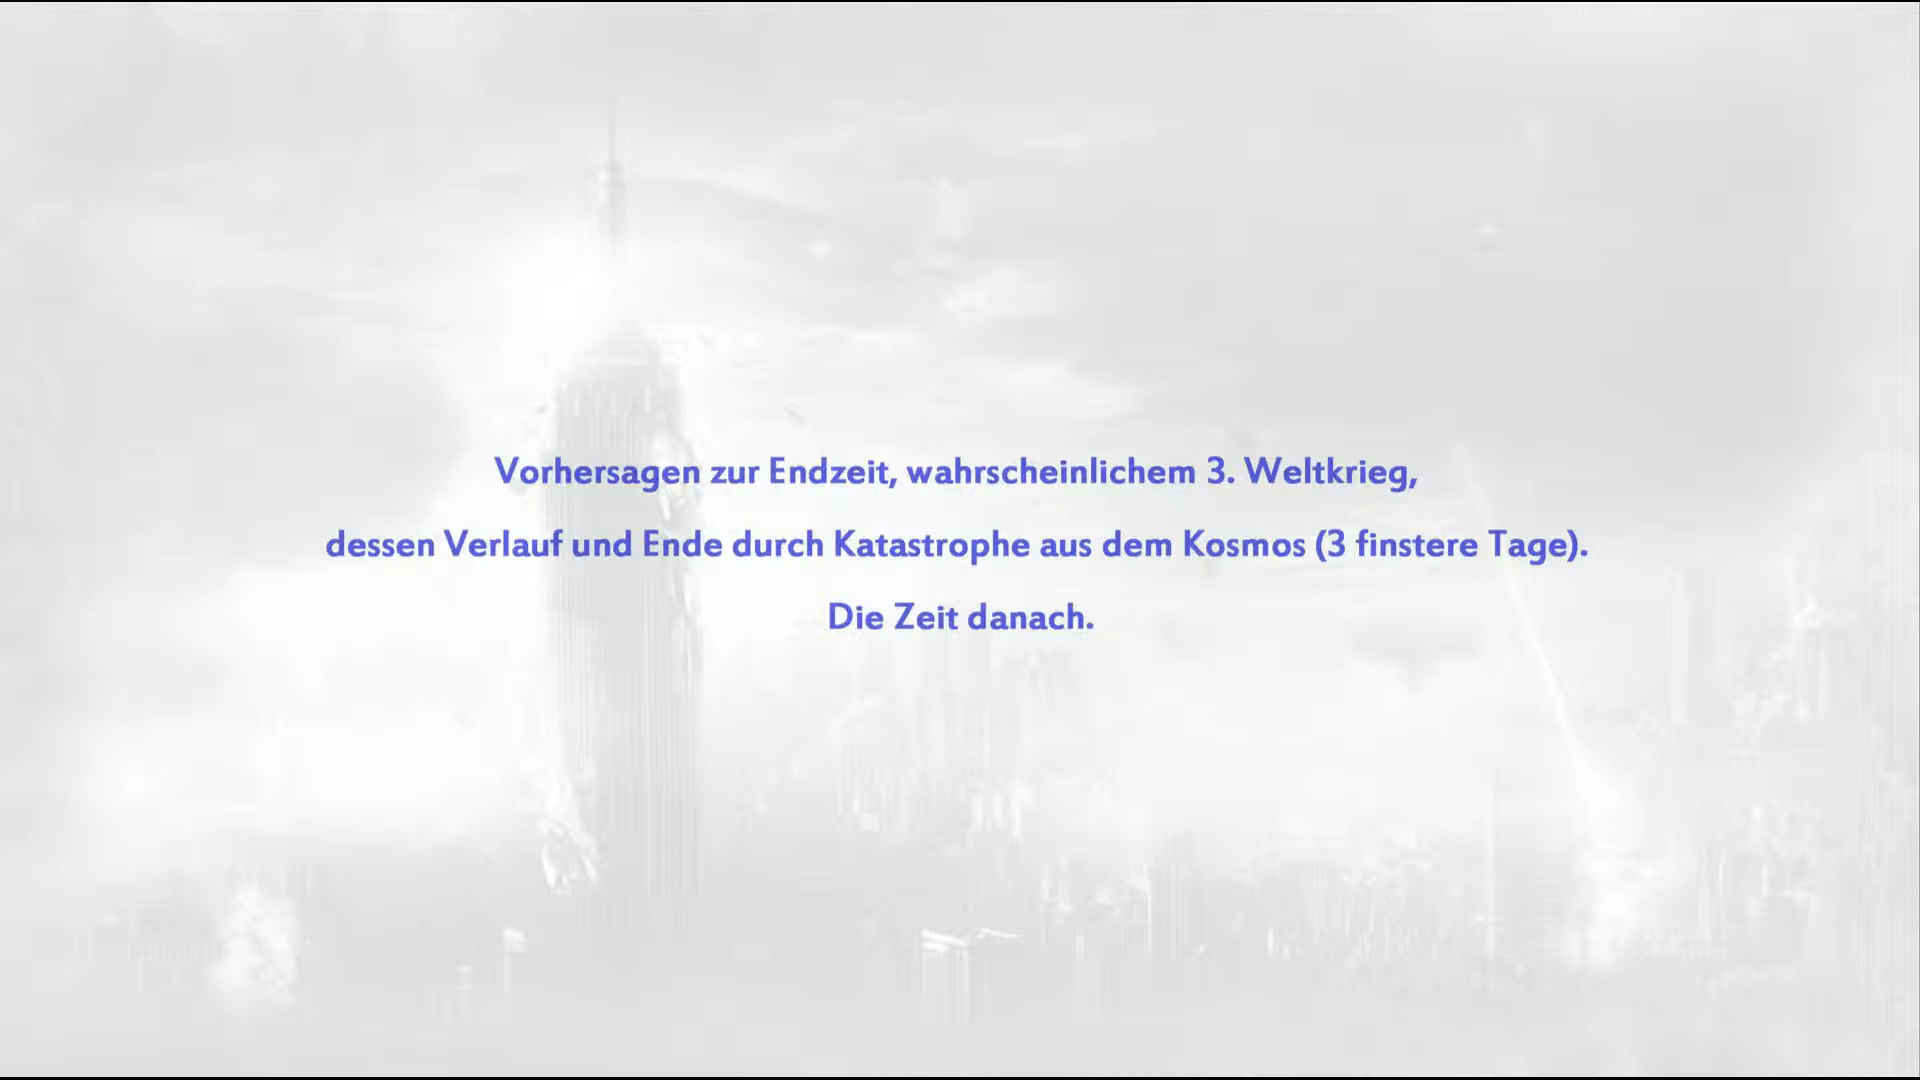 Vorhersagen zur Endzeit, wahrscheinlichem 3. Weltkrieg,
dessen Verlauf und Ende durch Katastrophe aus dem Kosmos (3 finstere Tage).
Die Zeit danach.